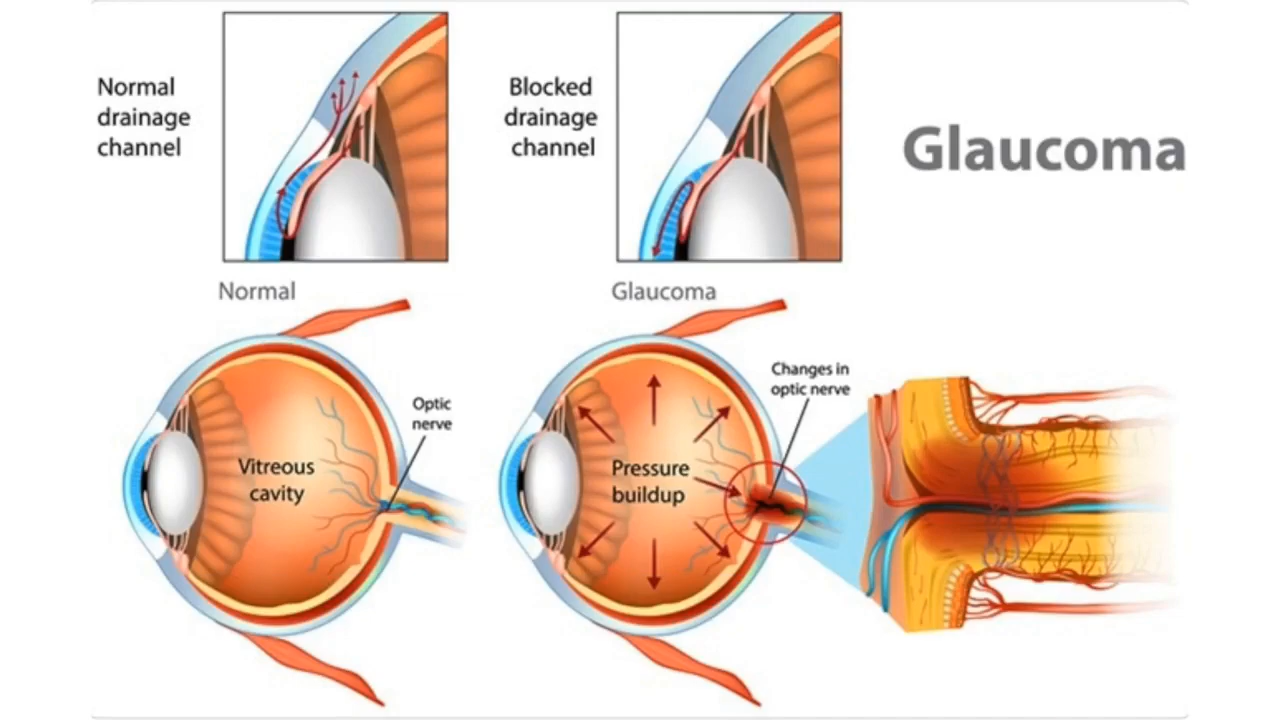 Normal
drainage
channel
Blocked
drainage
channel
Glaucoma
Normal
Glaucoma
Optic
nerve
Vitreous
cavity
Changes in
optic nerve
Pressure
buildup